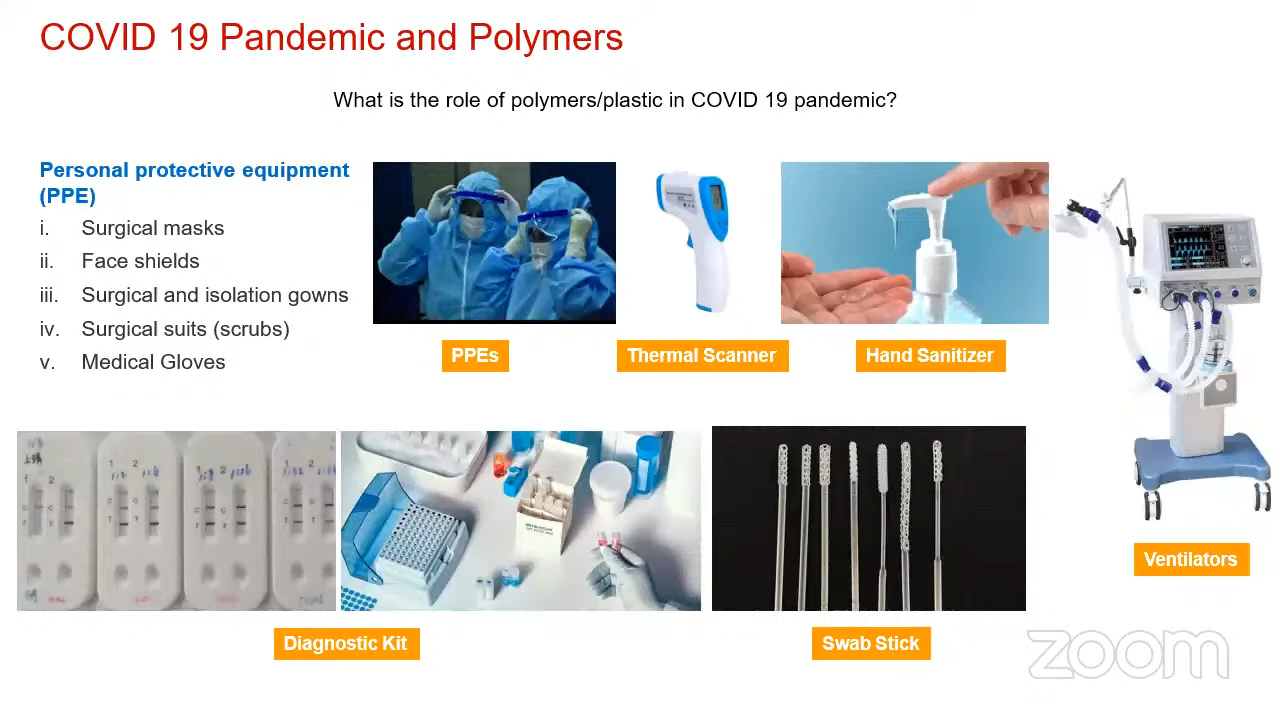 COVID 19 Pandemic and Polymers
What is the role of polymers/plastic in COVID 19 pandemic?
Personal protective equipment
(PPE)
i. Surgical masks
ii. Face shields
iii. Surgical and isolation gowns
iv. Surgical suits (scrubs)
v. Medical Gloves
PPEs
Thermal Scanner
Hand Sanitizer
Ventilators
Diagnostic Kit
Swab Stick
zoom